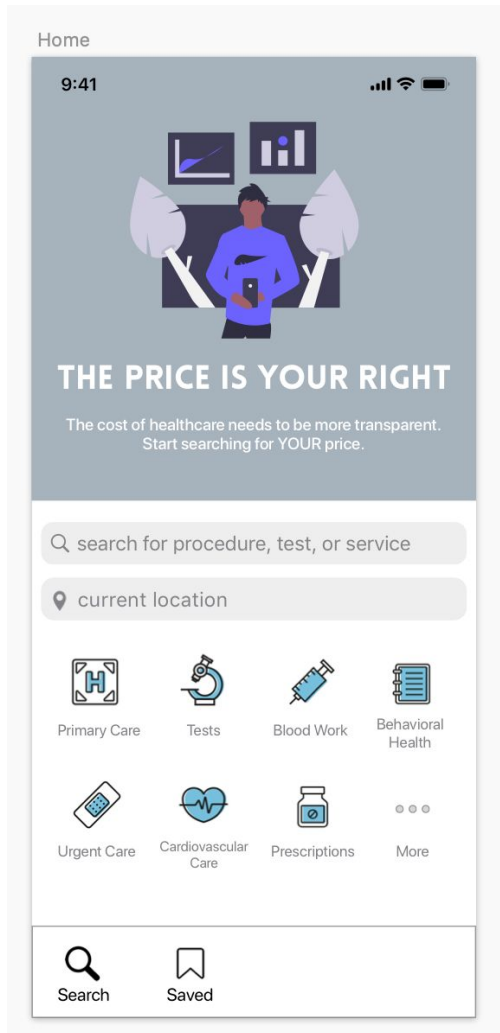 Home
9:41
THE PRICE IS YOUR RIGHT
The cost of healthcare needs to be more transparent.
Start searching for YOUR price.
search for procedure, test, or service
current location
Primary Care
Tests
Blood Work
Behavioral
Health
Urgent Care
Cardiovascular
Care
Prescriptions
More
Search
Saved